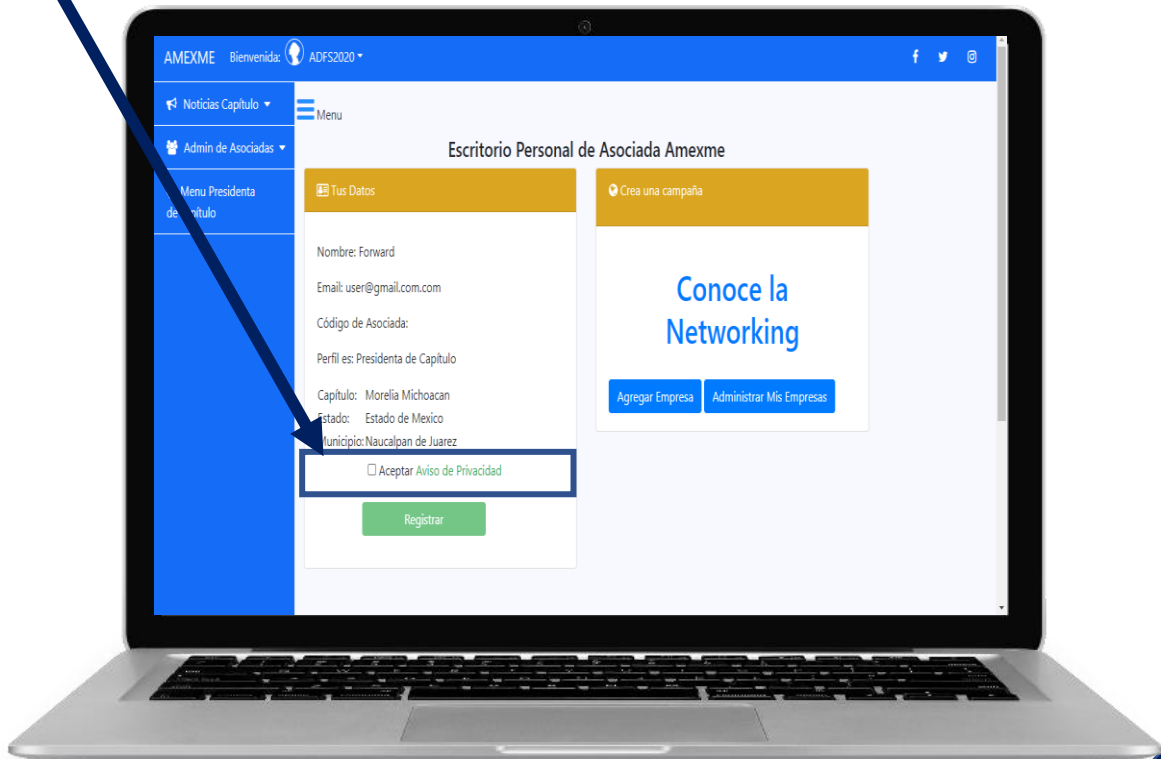 AMEXME Bienvenida: ADFS2020
Noticias Capítulo
Menu
Admin de Asociadas
Escritorio Personal de Asociada Amexme
Menu Presidenta
Tus Datos
Crea una campaña
Nombre: Forward
Email: user@gmail.com.com
Código de Asociada:
Perfil es: Presidenta de Capítulo
Capítulo: Morelia Michoacan
Estado: Estado de Mexico
Municipio: Naucalpan de Juarez
Aceptar Aviso de Privacidad
Registrar
Conoce la
Networking
Agregar Empresa Administrar Mis Empresas